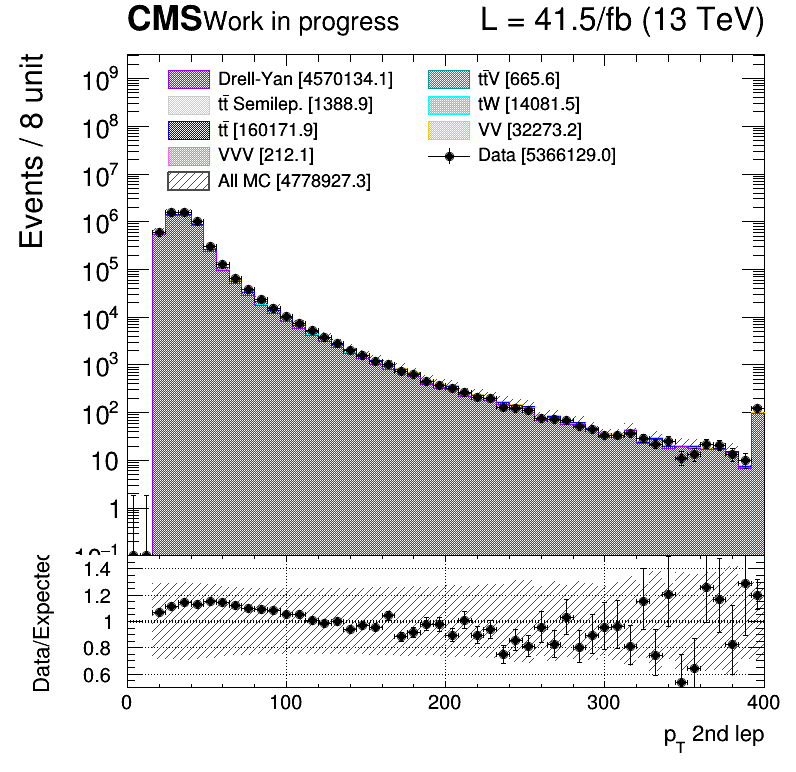 CMS Work in progress L = 41.5/fb (13 TeV)
Events / 8 unit
Drell-Yan [4570134.1]
tt̄ Semilep. [1388.9]
tt̄ [160171.9]
VVV [212.1]
All MC [4778927.3]
tt̄V [665.6]
tW [14081.5]
VV [32273.2]
Data [5366129.0]
10⁹
10⁸
10⁷
10⁶
10⁵
10⁴
10³
10²
10
1
10⁻¹
Data/Expected
1.4
1.2
1
0.8
0.6
0 100 200 300 400
p_T 2nd lep